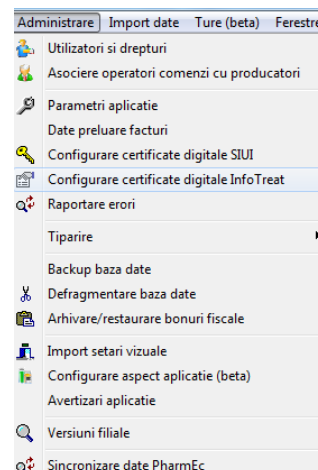 Administrare Import date Ture (beta) Ferestre
Utilizatori si drepturi
Asociere operatori comenzi cu producatori
Parametri aplicatie
Date preluare facturi
Configurare certificate digitale SIUI
Configurare certificate digitale InfoTreat
Raportare erori
Tiparire
Backup baza date
Defragmentare baza date
Arhivare/restaurare bonuri fiscale
Import setari vizuale
Configurare aspect aplicatie (beta)
Avertizari aplicatie
Versiuni filiale
Sincronizare date PharmEc